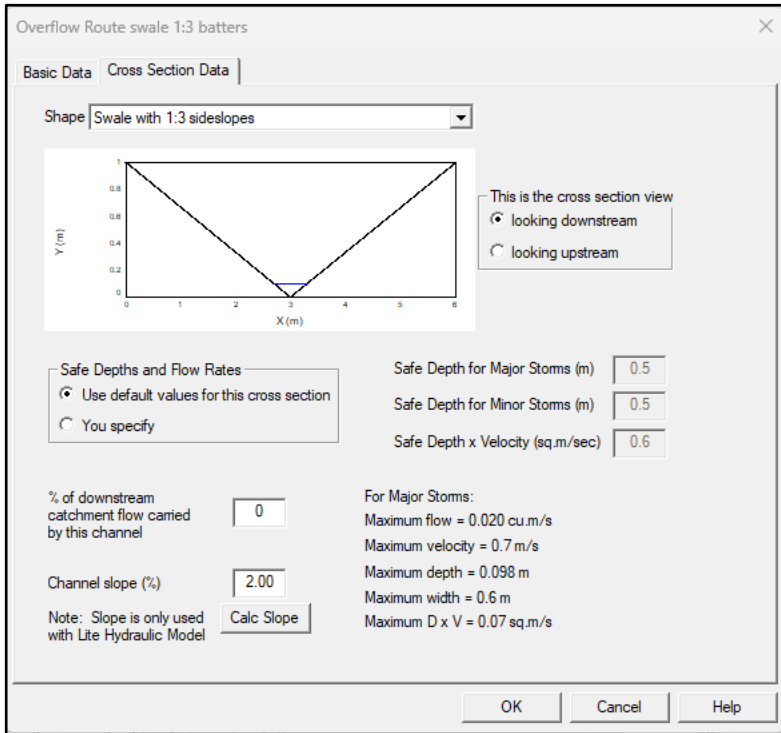 Overflow Route swale 1:3 batters
Basic Data
Cross Section Data
Shape
Swale with 1:3 sideslopes
Y (m)
1
0.8
0.6
0.4
0.2
0
0 1 2 3 4 5 6
X (m)
This is the cross section view
looking downstream
looking upstream
Safe Depths and Flow Rates
Use default values for this cross section
You specify
Safe Depth for Major Storms (m) 0.5
Safe Depth for Minor Storms (m) 0.5
Safe Depth x Velocity (sq.m/sec) 0.6
% of downstream
catchment flow carried
by this channel
0
Channel slope (%) 2.00
Note: Slope is only used
with Lite Hydraulic Model
Calc Slope
For Major Storms:
Maximum flow = 0.020 cu.m/s
Maximum velocity = 0.7 m/s
Maximum depth = 0.098 m
Maximum width = 0.6 m
Maximum D x V = 0.07 sq.m/s
OK
Cancel
Help